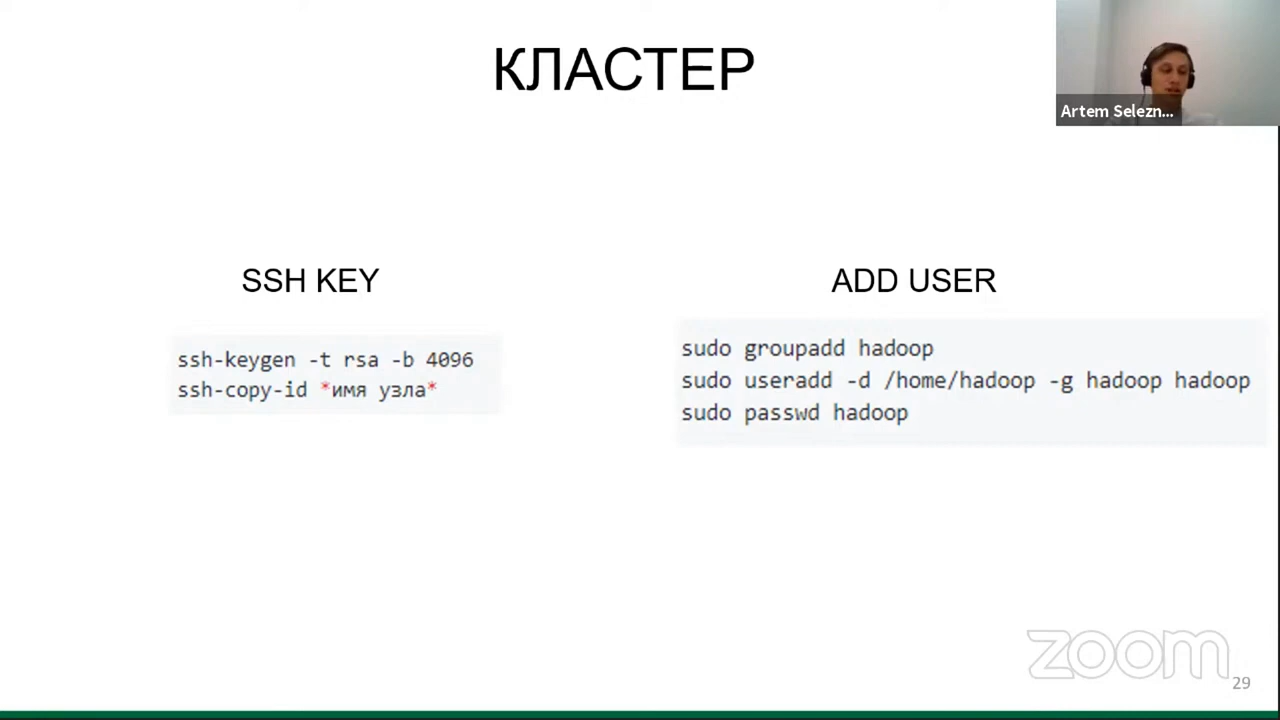 КЛАСТЕР
Artem Selezn...
SSH KEY
ssh-keygen -t rsa -b 4096
ssh-copy-id *имя узла*
ADD USER
sudo groupadd hadoop
sudo useradd -d /home/hadoop -g hadoop hadoop
sudo passwd hadoop
zoom
29